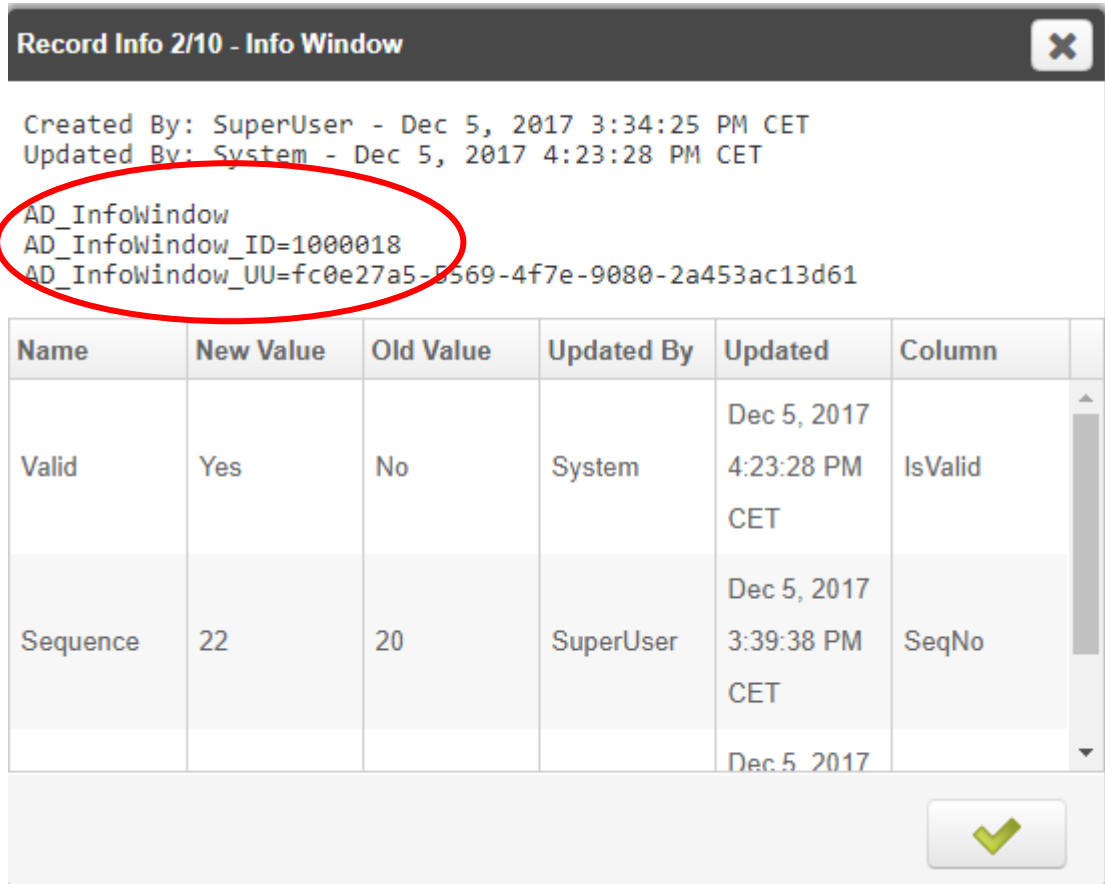 Record Info 2/10 - Info Window
Created By: SuperUser - Dec 5, 2017 3:34:25 PM CET
Updated By: System - Dec 5, 2017 4:23:28 PM CET
AD_InfoWindow
AD_InfoWindow_ID=1000018
AD_InfoWindow_UU=fc0e27a5-5569-4f7e-9080-2a453ac13d61
Name New Value Old Value Updated By Updated Column
Dec 5, 2017
Valid Yes No System 4:23:28 PM IsValid
CET
Dec 5, 2017
Sequence 22 20 SuperUser 3:39:38 PM SeqNo
CET
Dec 5, 2017